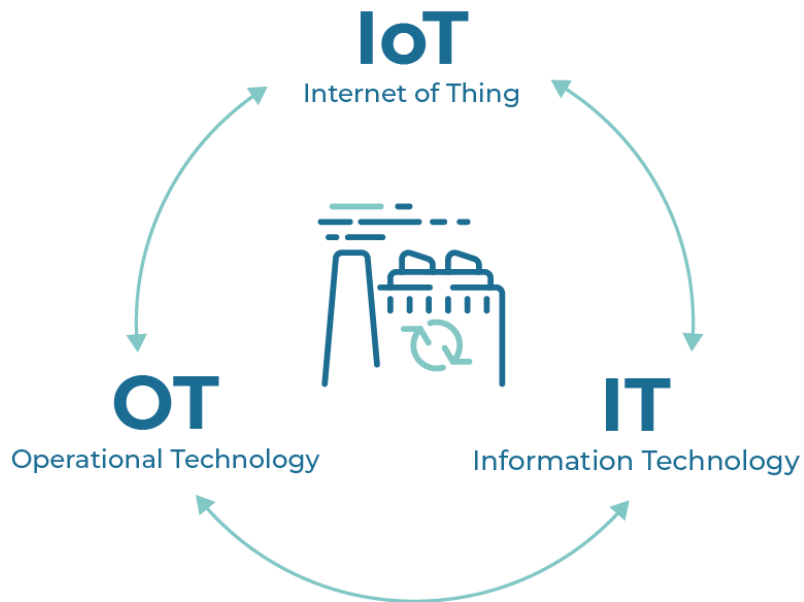 IoT
Internet of Thing
OT
Operational Technology
IT
Information Technology